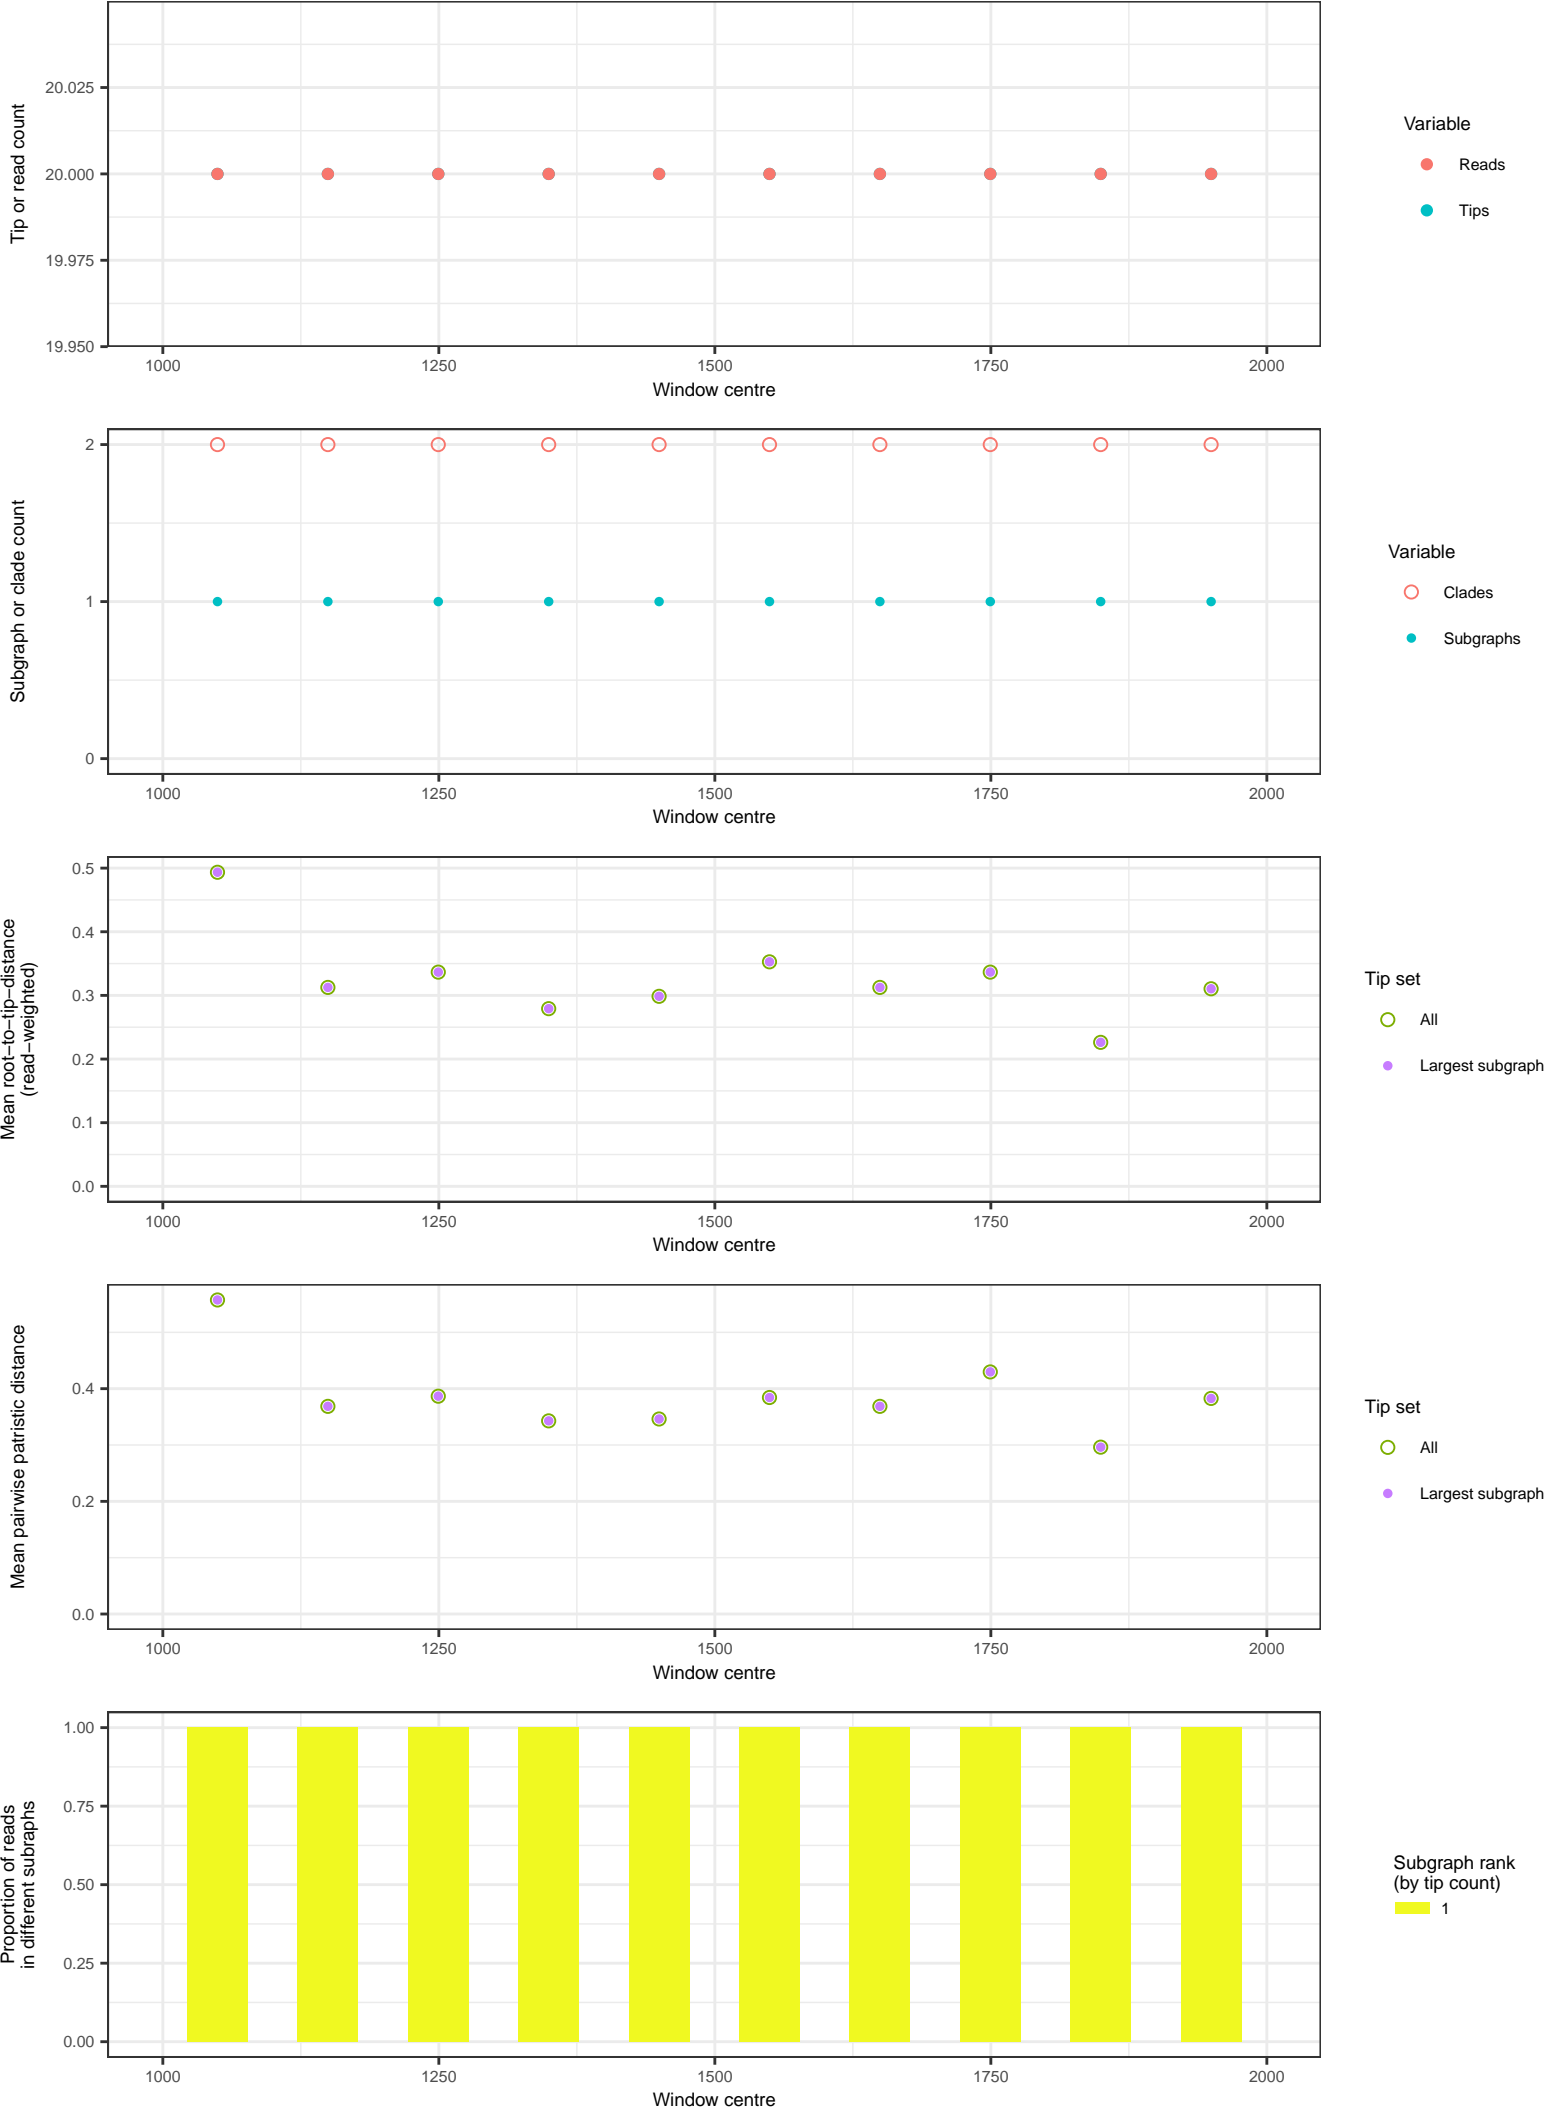 20.025
20.000
19.975
19.950
Tip or read count
1000 1250 1500 1750 2000
Window centre
Variable
Reads
Tips
2
1
0
Subgraph or clade count
1000 1250 1500 1750 2000
Window centre
Variable
Clades
Subgraphs
0.5
0.4
0.3
0.2
0.1
0.0
Mean root−to−tip−distance
(read−weighted)
1000 1250 1500 1750 2000
Window centre
Tip set
All
Largest subgraph
0.4
0.2
0.0
Mean pairwise patristic distance
1000 1250 1500 1750 2000
Window centre
Tip set
All
Largest subgraph
1.00
0.75
0.50
0.25
0.00
Proportion of reads
in different subraphs
1000 1250 1500 1750 2000
Window centre
Subgraph rank
(by tip count)
1